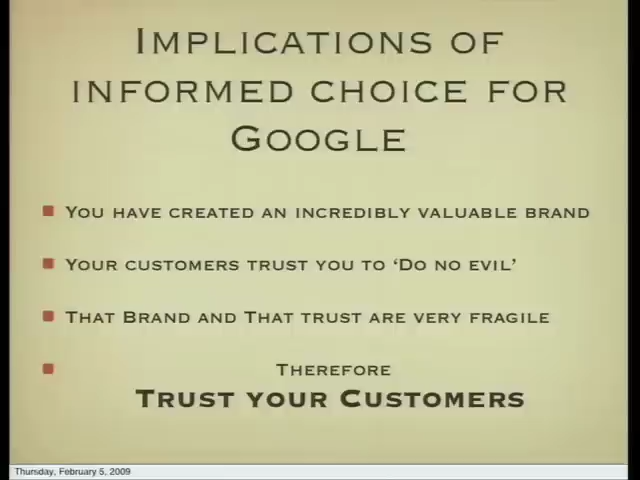 Implications of
informed choice for
Google
You have created an incredibly valuable brand
Your customers trust you to ‘Do no evil’
That Brand and That trust are very fragile
Therefore
Trust your Customers
Thursday, February 5, 2009